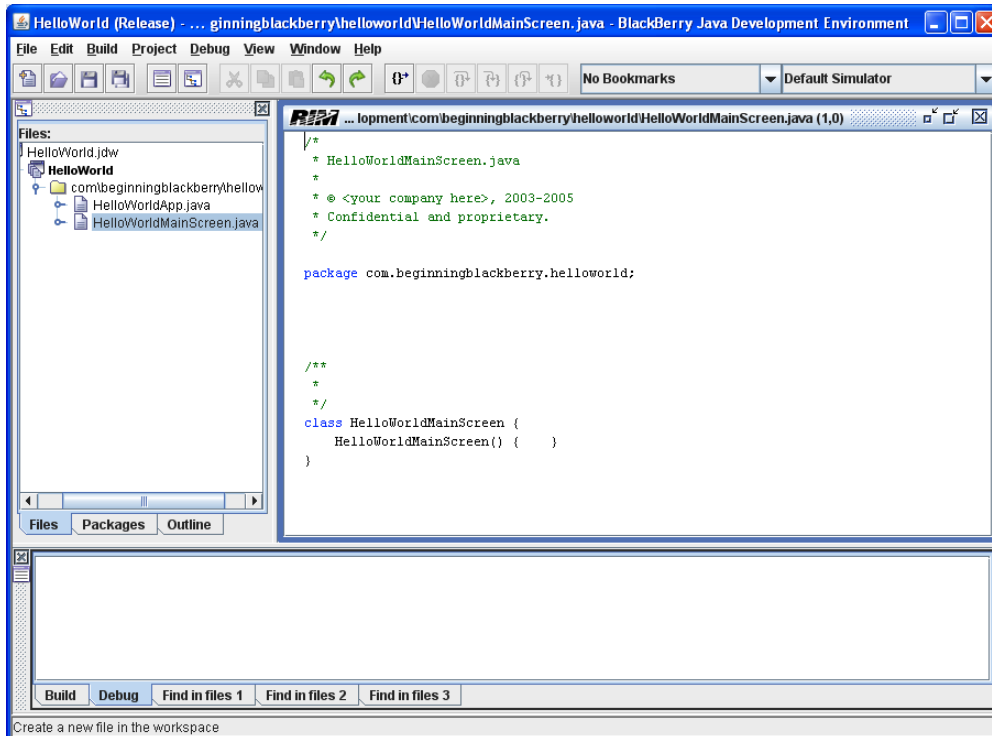 HelloWorld (Release) - ... ginningblackberry\helloworld\HelloWorldMainScreen.java - BlackBerry Java Development Environment
File Edit Build Project Debug View Window Help
No Bookmarks Default Simulator
Files:
HelloWorld.jdw
HelloWorld
com\beginningblackberry\hellow
HelloWorldApp.java
HelloWorldMainScreen.java
Files Packages Outline
RIM ... lopment\com\beginningblackberry\helloworld\HelloWorldMainScreen.java (1,0)
/*
* HelloWorldMainScreen.java
*
* © <your company here>, 2003-2005
* Confidential and proprietary.
*/
package com.beginningblackberry.helloworld;
/**
*
*/
class HelloWorldMainScreen {
HelloWorldMainScreen() {    }
}
Build Debug Find in files 1 Find in files 2 Find in files 3
Create a new file in the workspace